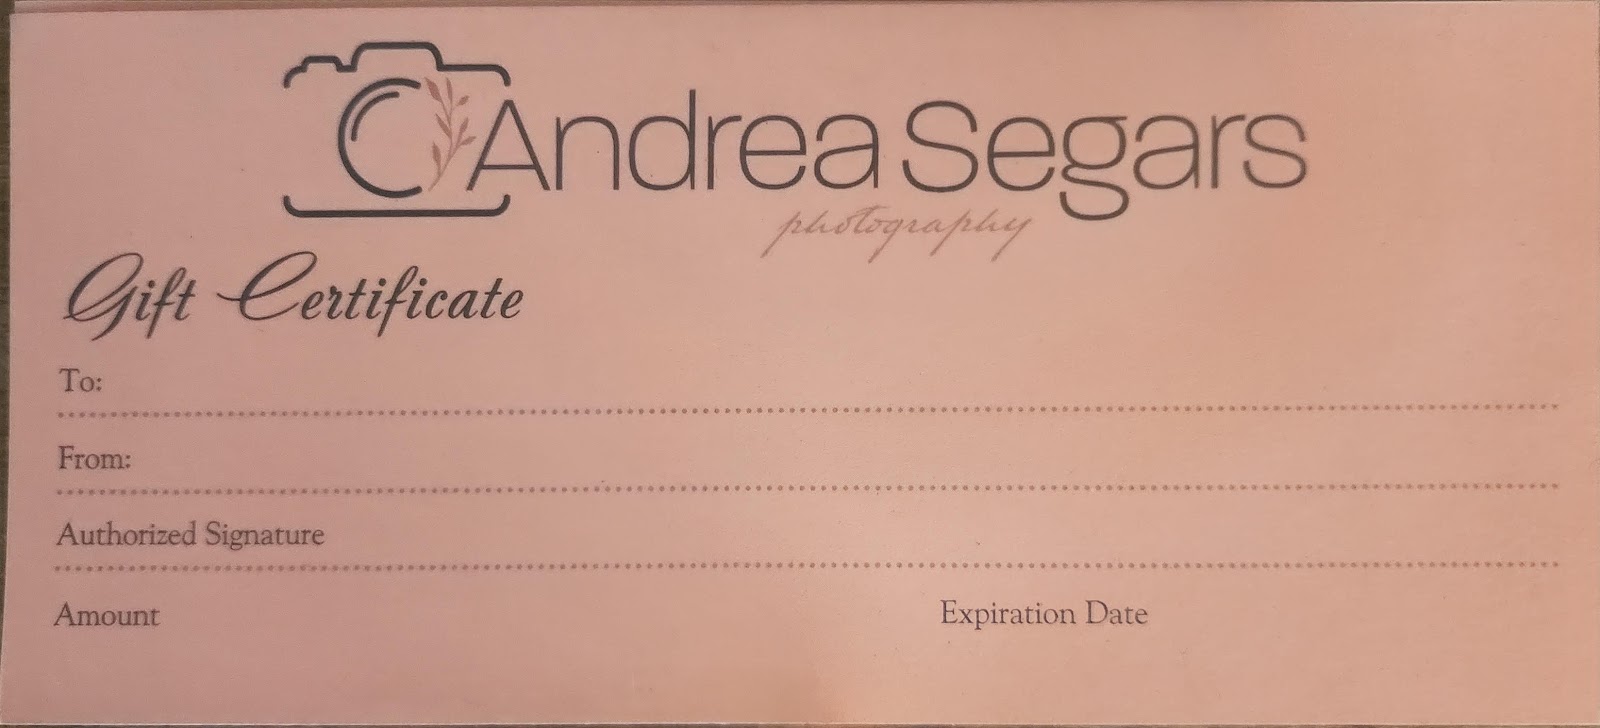 Andrea Segars
photography
Gift Certificate
To:
From:
Authorized Signature
Amount
Expiration Date